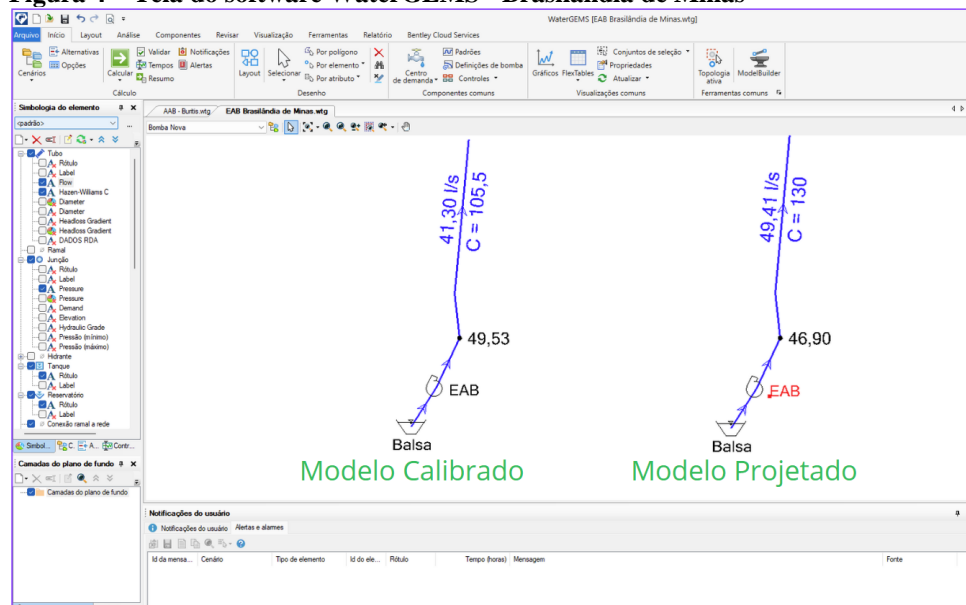 Figura 4 – Tela do software WaterGEMS - Brasilândia de Minas
WaterGEMS [EAB Brasilândia de Minas.wtg]
Arquivo Início Layout Análise Componentes Revisar Visualização Ferramentas Relatório Bentley Cloud Services
Cenários
Alternativas
Opções
Calcular
Validar Notificações
Tempos Alertas
Resumo
Cálculo
Layout
Selecionar
Por polígono
Por elemento
Por atributo
Desenho
Centro
de demanda
Padrões
Definições de bomba
Controles
Componentes comuns
Gráficos FlexTables
Conjuntos de seleção
Propriedades
Atualizar
Visualizações comuns
Topologia
ativa
ModelBuilder
Ferramentas comuns
Simbologia do elemento
<padrão>
...
Tubo
Rótulo
Label
Flow
Hazen-Williams C
Diameter
Diameter
Headloss Gradient
Headloss Gradient
DADOS RDA
Ramal
Junção
Rótulo
Label
Pressure
Pressure
Demand
Elevation
Hydraulic Grade
Pressão (mínimo)
Pressão (máximo)
Hidrante
Tanque
Rótulo
Label
Reservatório
Rótulo
Label
Conexão ramal a rede
Simbol... C. A... Contr...
Camadas do plano de fundo
Camadas do plano de fundo
AAB - Buritis.wtg EAB Brasilândia de Minas.wtg
Bomba Nova
41,30 l/s
C = 105,5
49,53
EAB
Balsa
Modelo Calibrado
49,41 l/s
C = 130
46,90
EAB
Balsa
Modelo Projetado
Notificações do usuário
Notificações do usuário Alertas e alarmes
Id da mensa... Cenário Tipo de elemento Id do ele... Rótulo Tempo (horas) Mensagem Fonte